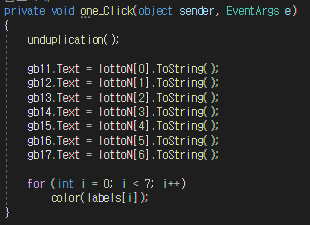 private void one_Click(object sender, EventArgs e)
{
    unduplication();

    gb11.Text = lottoN[0].ToString();
    gb12.Text = lottoN[1].ToString();
    gb13.Text = lottoN[2].ToString();
    gb14.Text = lottoN[3].ToString();
    gb15.Text = lottoN[4].ToString();
    gb16.Text = lottoN[5].ToString();
    gb17.Text = lottoN[6].ToString();

    for (int i = 0; i < 7; i++)
        color(labels[i]);
}